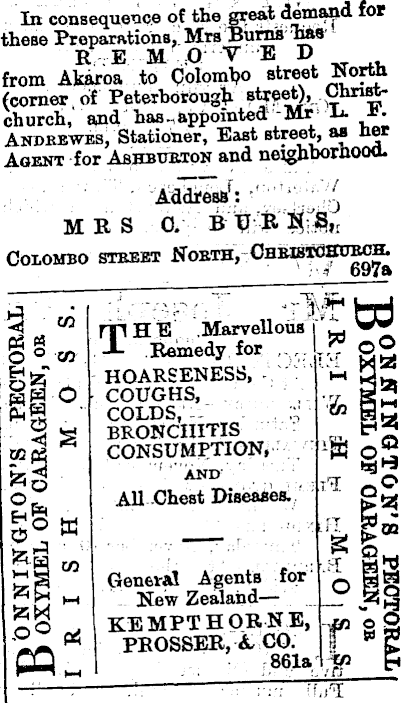 In consequence of the great demand for
these Preparations, Mrs Burns has
REMOVED
from Akaroa to Colombo street North
(corner of Peterborough street), Christ-
church, and has appointed Mr L. F.
ANDREWES, Stationer, East street, as her
AGENT for ASHBURTON and neighborhood.
Address:
MRS C. BURNS,
COLOMBO STREET NORTH, CHRISTCHURCH.
697a
BONNINGTON'S PECTORAL
OXYMEL OF CARAGEEN, OR
IRISH MOSS.
THE Marvellous
Remedy for
HOARSENESS,
COUGHS,
COLDS,
BRONCHITIS
CONSUMPTION,
AND
All Chest Diseases.
General Agents for
New Zealand—
KEMPTHORNE,
PROSSER, & CO.
861a
BONNINGTON'S PECTORAL
OXYMEL OF CARAGEEN, OR
IRISH MOSS